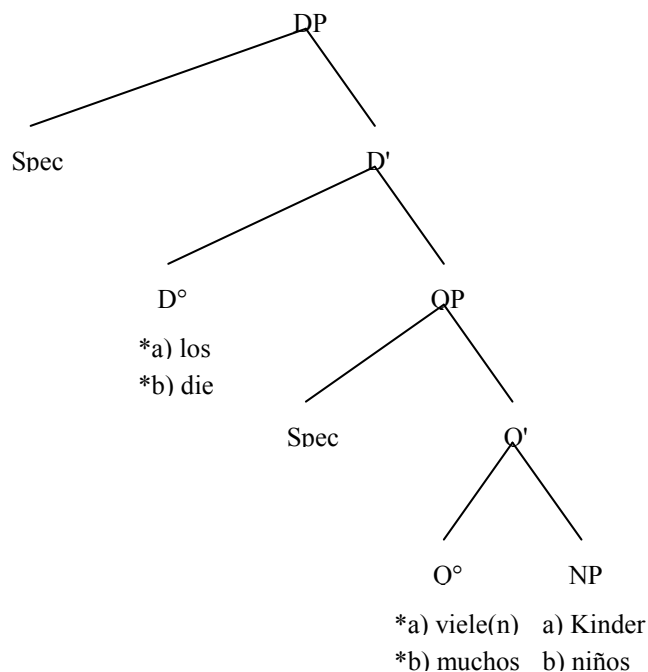 DP
Spec D'
D° QP
*a) los
*b) die
Spec Q'
Q° NP
*a) viele(n) a) Kinder
*b) muchos b) niños